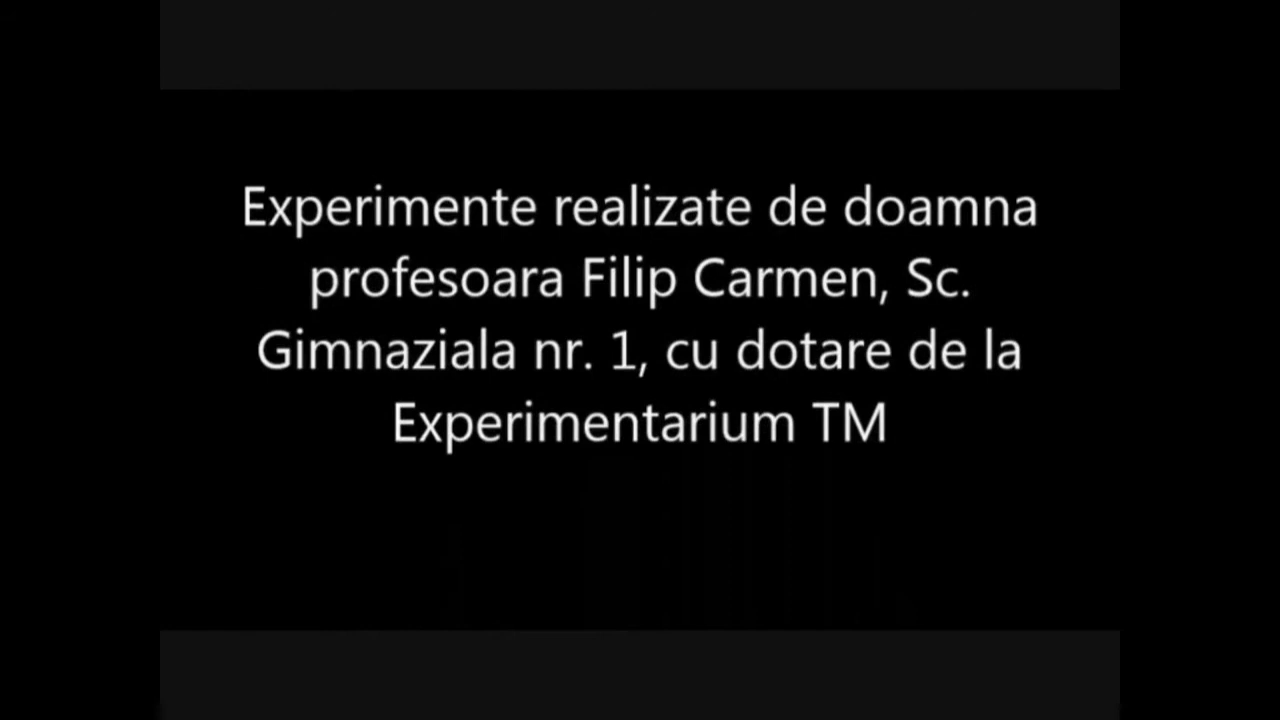 Experimente realizate de doamna
profesoara Filip Carmen, Sc.
Gimnaziala nr. 1, cu dotare de la
Experimentarium TM